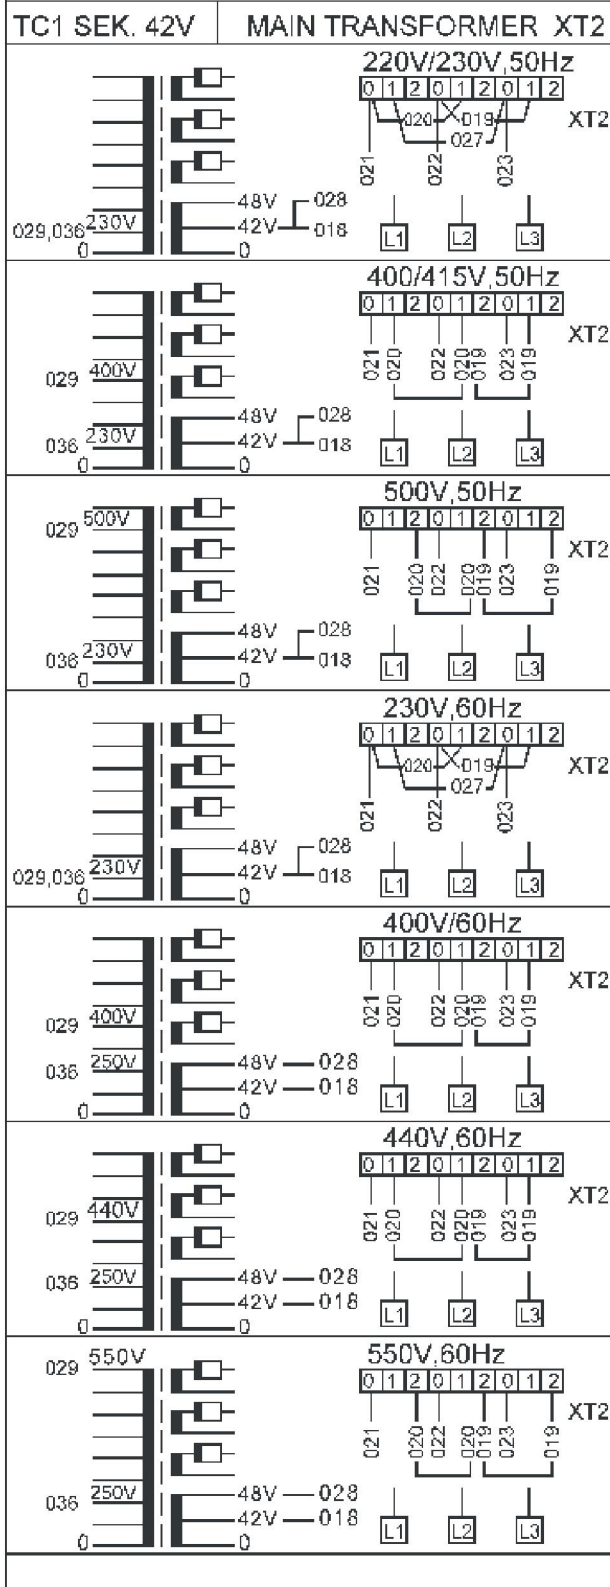 TC1 SEK. 42V MAIN TRANSFORMER XT2
220V/230V,50Hz
0 1 2 0 1 2 0 1 2
XT2
020 019
027
021 022 023
48V 028
029,036 230V 42V 018
0 0
L1 L2 L3
400/415V,50Hz
0 1 2 0 1 2 0 1 2
XT2
021 020 022 020 019 023 019
029 400V
48V 028
036 230V 42V 018
0 0
L1 L2 L3
500V,50Hz
0 1 2 0 1 2 0 1 2
029 500V
XT2
021 020 022 020 019 023 019
48V 028
036 230V 42V 018
0 0
L1 L2 L3
230V,60Hz
0 1 2 0 1 2 0 1 2
XT2
020 019
027
021 022 023
48V 028
029,036 230V 42V 018
0 0
L1 L2 L3
400V/60Hz
0 1 2 0 1 2 0 1 2
XT2
021 020 022 020 019 023 019
029 400V
036 250V 48V 028
42V 018
0 0
L1 L2 L3
440V,60Hz
0 1 2 0 1 2 0 1 2
XT2
029 440V
021 020 022 020 019 023 019
036 250V 48V 028
42V 018
0 0
L1 L2 L3
550V,60Hz
029 550V
0 1 2 0 1 2 0 1 2
XT2
021 020 022 020 019 023 019
036 250V 48V 028
42V 018
0 0
L1 L2 L3